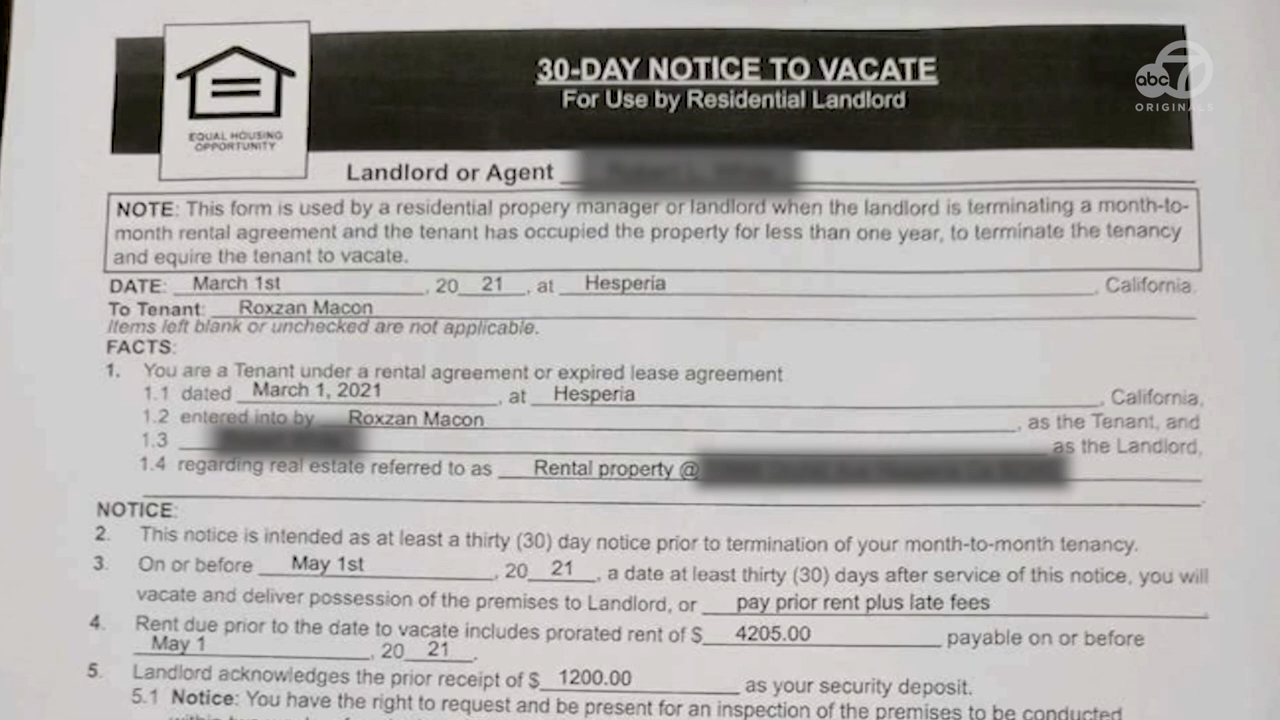 abc 7
ORIGINALS
30-DAY NOTICE TO VACATE
For Use by Residential Landlord
EQUAL HOUSING
OPPORTUNITY
Landlord or Agent
NOTE: This form is used by a residential propery manager or landlord when the landlord is terminating a month-to-
month rental agreement and the tenant has occupied the property for less than one year, to terminate the tenancy
and equire the tenant to vacate.
DATE: March 1st, 20 21, at Hesperia, California.
To Tenant: Roxzan Macon
Items left blank or unchecked are not applicable.
FACTS:
1. You are a Tenant under a rental agreement or expired lease agreement
1.1 dated March 1, 2021, at Hesperia, California,
1.2 entered into by Roxzan Macon, as the Tenant, and
1.3 as the Landlord,
1.4 regarding real estate referred to as Rental property @
NOTICE:
2. This notice is intended as at least a thirty (30) day notice prior to termination of your month-to-month tenancy.
3. On or before May 1st, 20 21, a date at least thirty (30) days after service of this notice, you will
vacate and deliver possession of the premises to Landlord, or pay prior rent plus late fees
4. Rent due prior to the date to vacate includes prorated rent of $ 4205.00 payable on or before
May 1, 20 21.
5. Landlord acknowledges the prior receipt of $ 1200.00 as your security deposit.
5.1 Notice: You have the right to request and be present for an inspection of the premises to be conducted